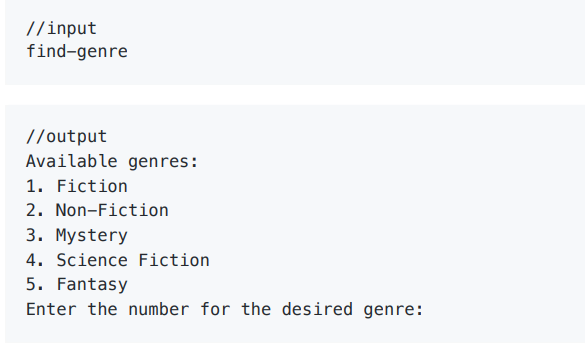 //input
find-genre
//output
Available genres:
1. Fiction
2. Non-Fiction
3. Mystery
4. Science Fiction
5. Fantasy
Enter the number for the desired genre: